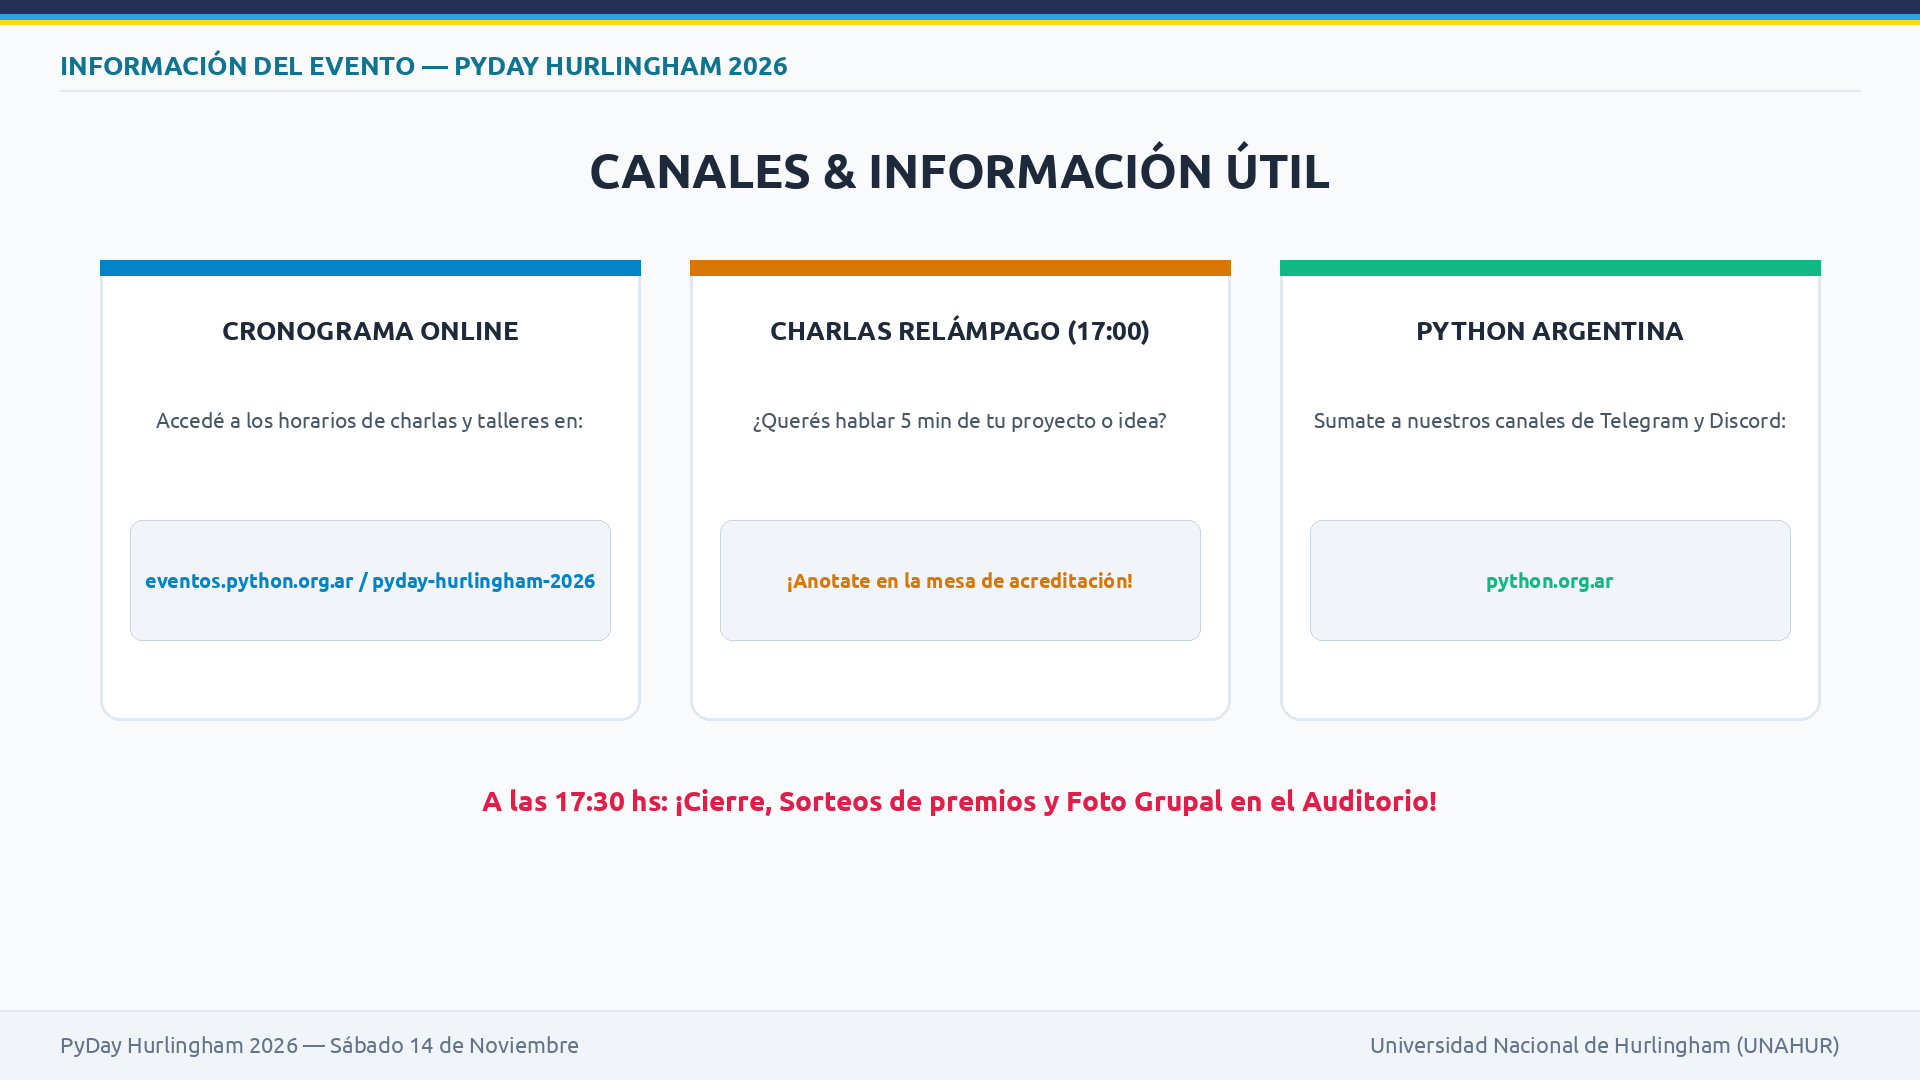 INFORMACIÓN DEL EVENTO — PYDAY HURLINGHAM 2026
CANALES & INFORMACIÓN ÚTIL
CRONOGRAMA ONLINE
Accedé a los horarios de charlas y talleres en:
eventos.python.org.ar / pyday-hurlingham-2026
CHARLAS RELÁMPAGO (17:00)
¿Querés hablar 5 min de tu proyecto o idea?
¡Anotate en la mesa de acreditación!
PYTHON ARGENTINA
Sumate a nuestros canales de Telegram y Discord:
python.org.ar
A las 17:30 hs: ¡Cierre, Sorteos de premios y Foto Grupal en el Auditorio!
PyDay Hurlingham 2026 — Sábado 14 de Noviembre
Universidad Nacional de Hurlingham (UNAHUR)